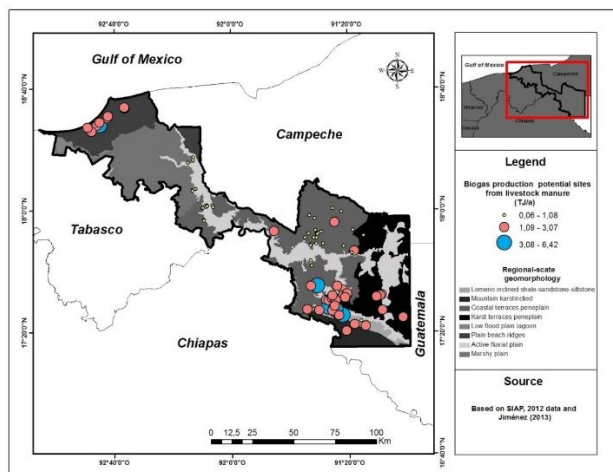 92°40'0"O
92°0'0"O
91°20'0"O
Gulf of Mexico
N
W
E
S
18°40'0"N
18°40'0"N
Campeche
18°0'0"N
18°0'0"N
Tabasco
Guatemala
17°20'0"N
17°20'0"N
Chiapas
0 12,5 25 50 75 100
Km
16°40'0"N
92°40'0"O
92°0'0"O
91°20'0"O
Gulf of Mexico
Campeche
Chiapas
Legend
Biogas production potential sites
from livestock manure
(TJ/a)
0,06 - 1,08
1,09 - 3,07
3,08 - 6,42
Regional-scale
geomorphology
Lomerio inclined shale-sandstone-siltstone
Mountain karstinclied
Coastal terraces peneplain
Karst terraces peneplain
Low flood plain lagoon
Plain beach ridges
Active fluvial plain
Marshy plain
Source
Based on SIAP, 2012 data and
Jiménez (2013)